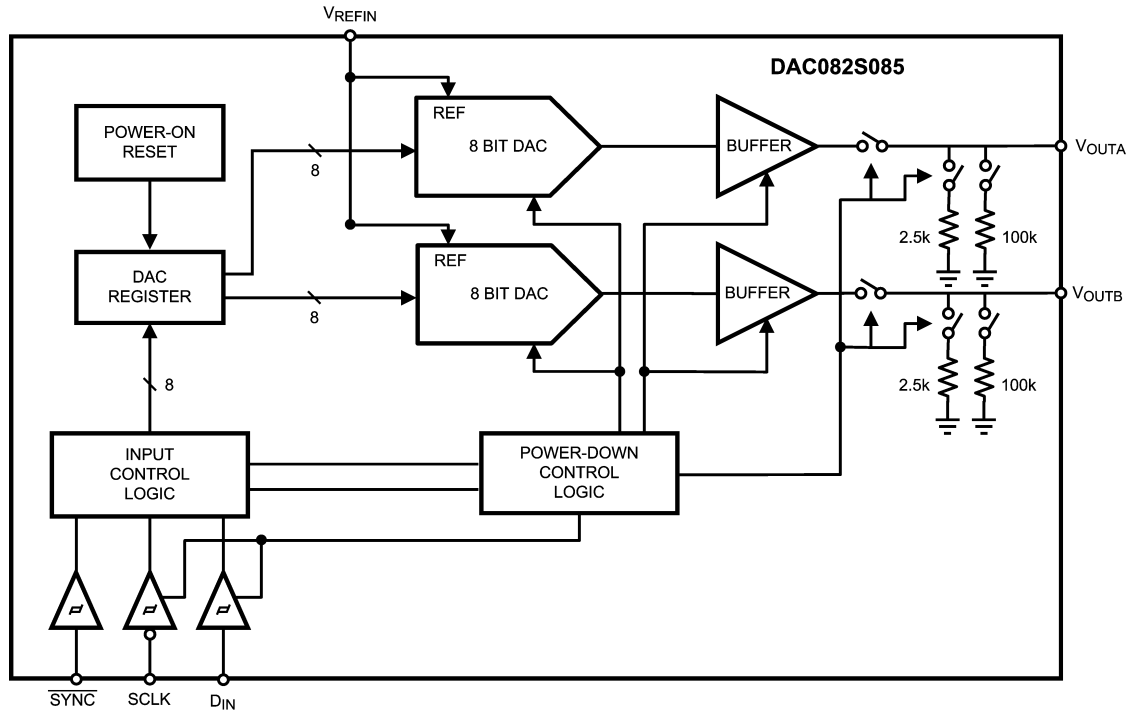 VREFIN
DAC082S085
POWER-ON
RESET
REF
8 BIT DAC
BUFFER
VOUTA
8
2.5k
100k
DAC
REGISTER
REF
8 BIT DAC
BUFFER
VOUTB
8
8
2.5k
100k
INPUT
CONTROL
LOGIC
POWER-DOWN
CONTROL
LOGIC
SYNC
SCLK
DIN